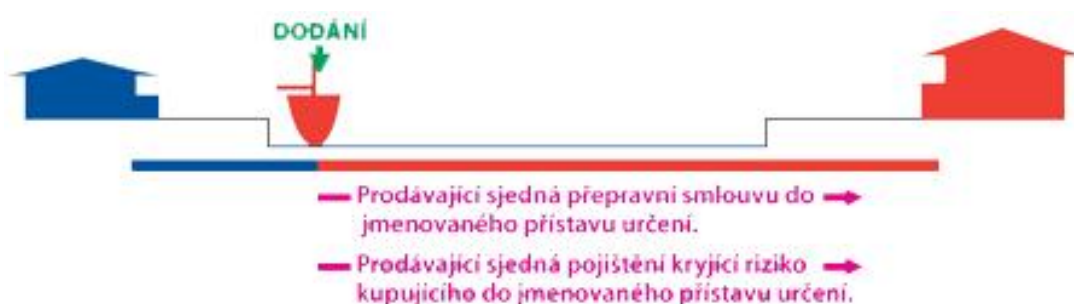 DODÁNÍ
Prodávající sjedná přepravní smlouvu do
jmenovaného přístavu určení.
Prodávající sjedná pojištění kryjící riziko
kupujícího do jmenovaného přístavu určení.